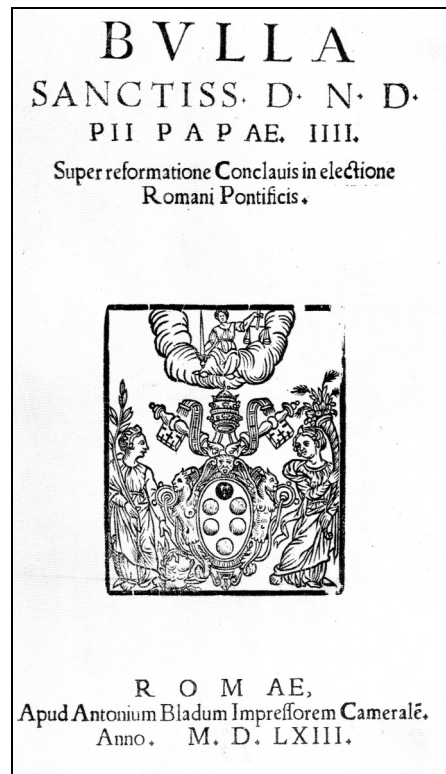 BVLLA
SANCTISS. D. N. D.
PII PAPAE. IIII.
Super reformatione Conclauis in electione
Romani Pontificis.
ROMAE,
Apud Antonium Bladum Impressorem Cameralē.
Anno. M. D. LXIII.